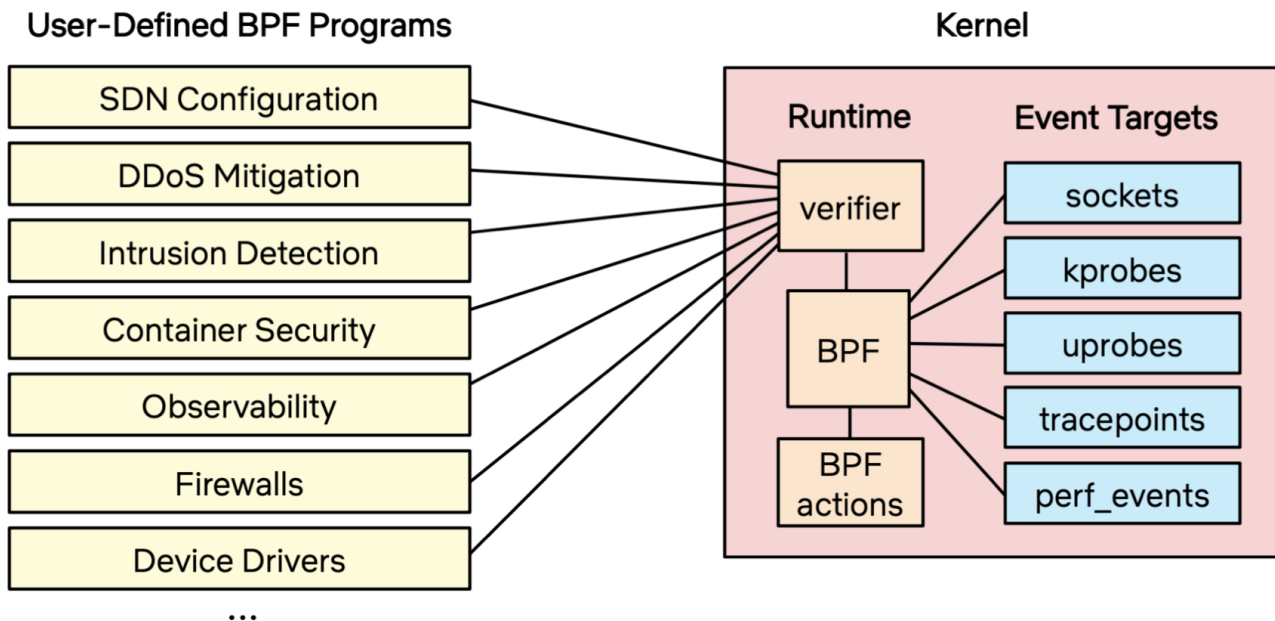 User-Defined BPF Programs
SDN Configuration
DDoS Mitigation
Intrusion Detection
Container Security
Observability
Firewalls
Device Drivers
...
Kernel
Runtime
verifier
BPF
BPF
actions
Event Targets
sockets
kprobes
uprobes
tracepoints
perf_events